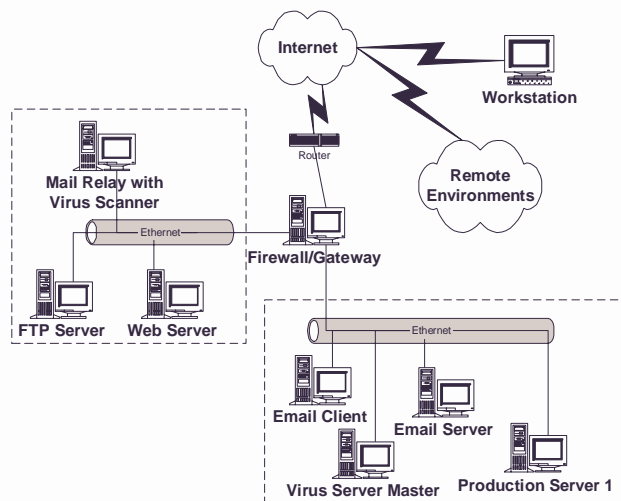 Internet
Workstation
Router
Remote
Environments
Mail Relay with
Virus Scanner
Ethernet
Firewall/Gateway
FTP Server
Web Server
Ethernet
Email Client
Email Server
Virus Server Master
Production Server 1